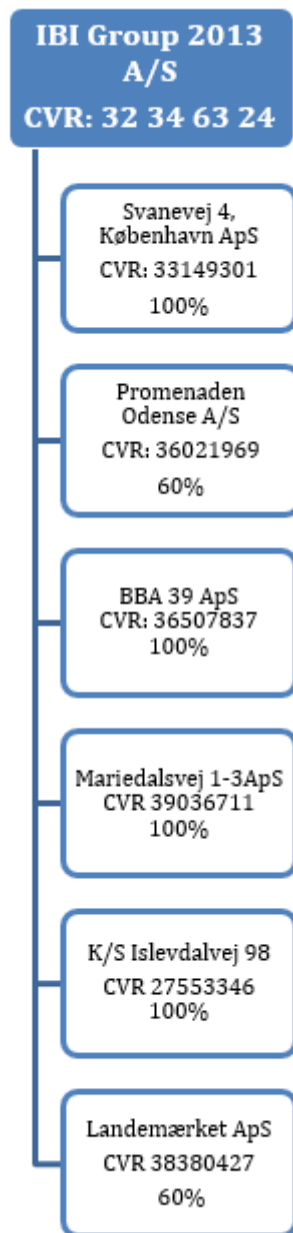 IBI Group 2013
A/S
CVR: 32 34 63 24
Svanevej 4,
København ApS
CVR: 33149301
100%
Promenaden
Odense A/S
CVR: 36021969
60%
BBA 39 ApS
CVR: 36507837
100%
Mariedalsvej 1-3ApS
CVR 39036711
100%
K/S Islevdalvej 98
CVR 27553346
100%
Landemærket ApS
CVR 38380427
60%